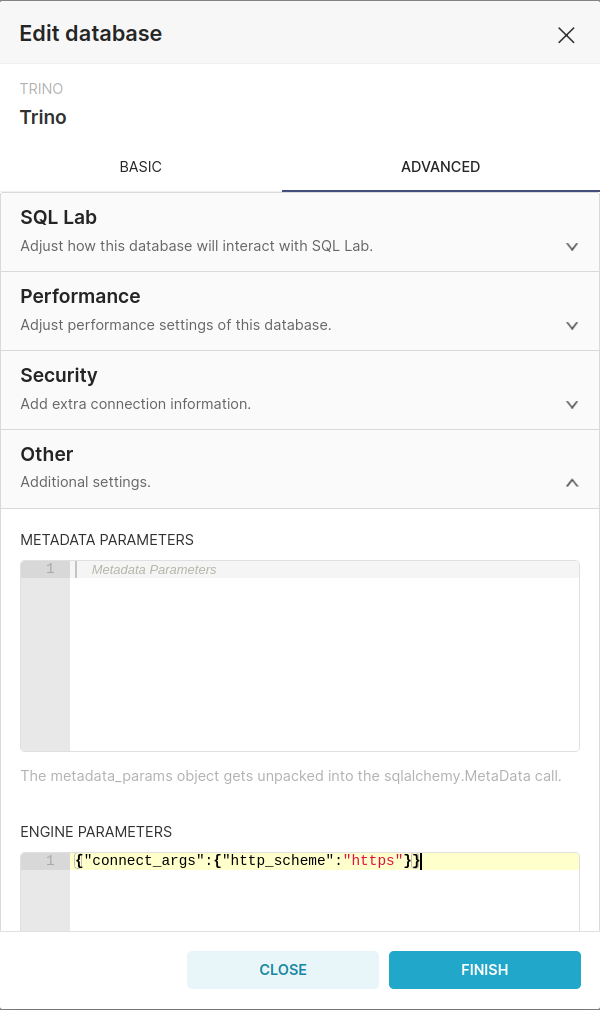 Edit database
TRINO
Trino
BASIC
ADVANCED
SQL Lab
Adjust how this database will interact with SQL Lab.
Performance
Adjust performance settings of this database.
Security
Add extra connection information.
Other
Additional settings.
METADATA PARAMETERS
1 Metadata Parameters
The metadata_params object gets unpacked into the sqlalchemy.MetaData call.
ENGINE PARAMETERS
1 {"connect_args":{"http_scheme":"https"}}
CLOSE
FINISH